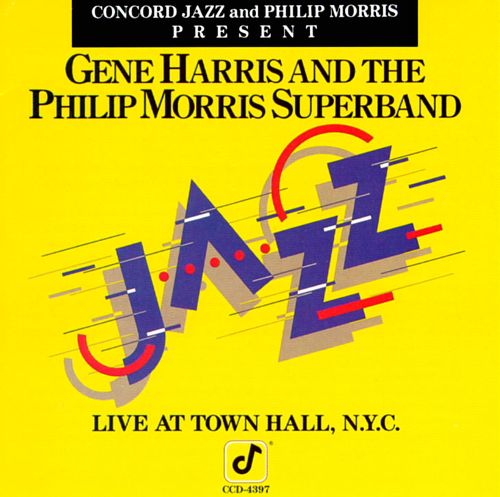 CONCORD JAZZ and PHILIP MORRIS
PRESENT
GENE HARRIS AND THE
PHILIP MORRIS SUPERBAND
JAZZ
LIVE AT TOWN HALL, N.Y.C.
CCD-4397